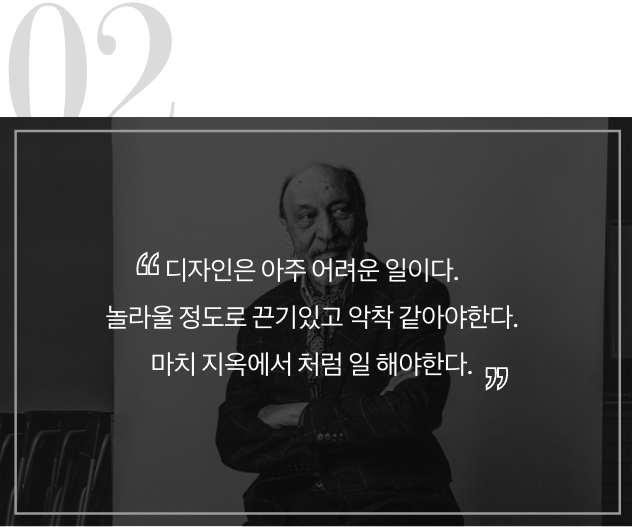 02
“ 디자인은 아주 어려운 일이다.
놀라울 정도로 끈기있고 악착 같아야한다.
마치 지옥에서 처럼 일 해야한다. ”